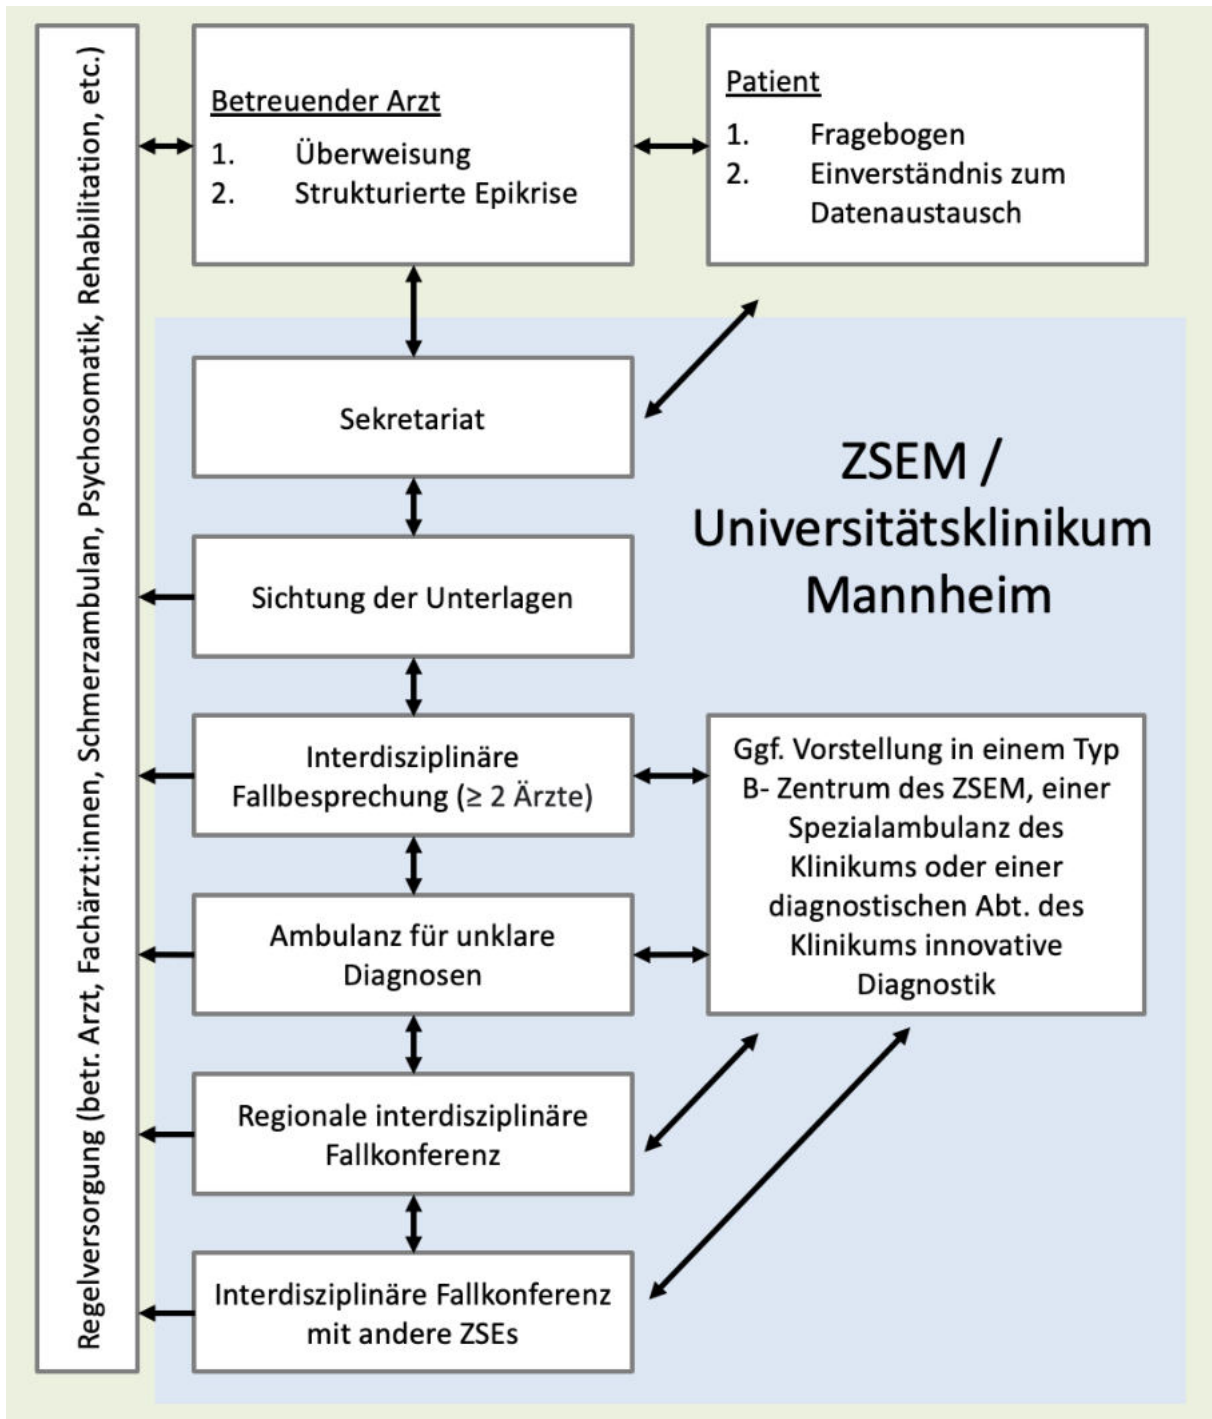 Regelversorgung (betr. Arzt, Fachärzt:innen, Schmerzambulan, Psychosomatik, Rehabilitation, etc.)
Betreuender Arzt
1. Überweisung
2. Strukturierte Epikrise
Patient
1. Fragebogen
2. Einverständnis zum
Datenaustausch
Sekretariat
ZSEM /
Universitätsklinikum
Mannheim
Sichtung der Unterlagen
Interdisziplinäre
Fallbesprechung (≥ 2 Ärzte)
Ggf. Vorstellung in einem Typ
B- Zentrum des ZSEM, einer
Spezialambulanz des
Klinikums oder einer
diagnostischen Abt. des
Klinikums innovative
Diagnostik
Ambulanz für unklare
Diagnosen
Regionale interdisziplinäre
Fallkonferenz
Interdisziplinäre Fallkonferenz
mit andere ZSEs